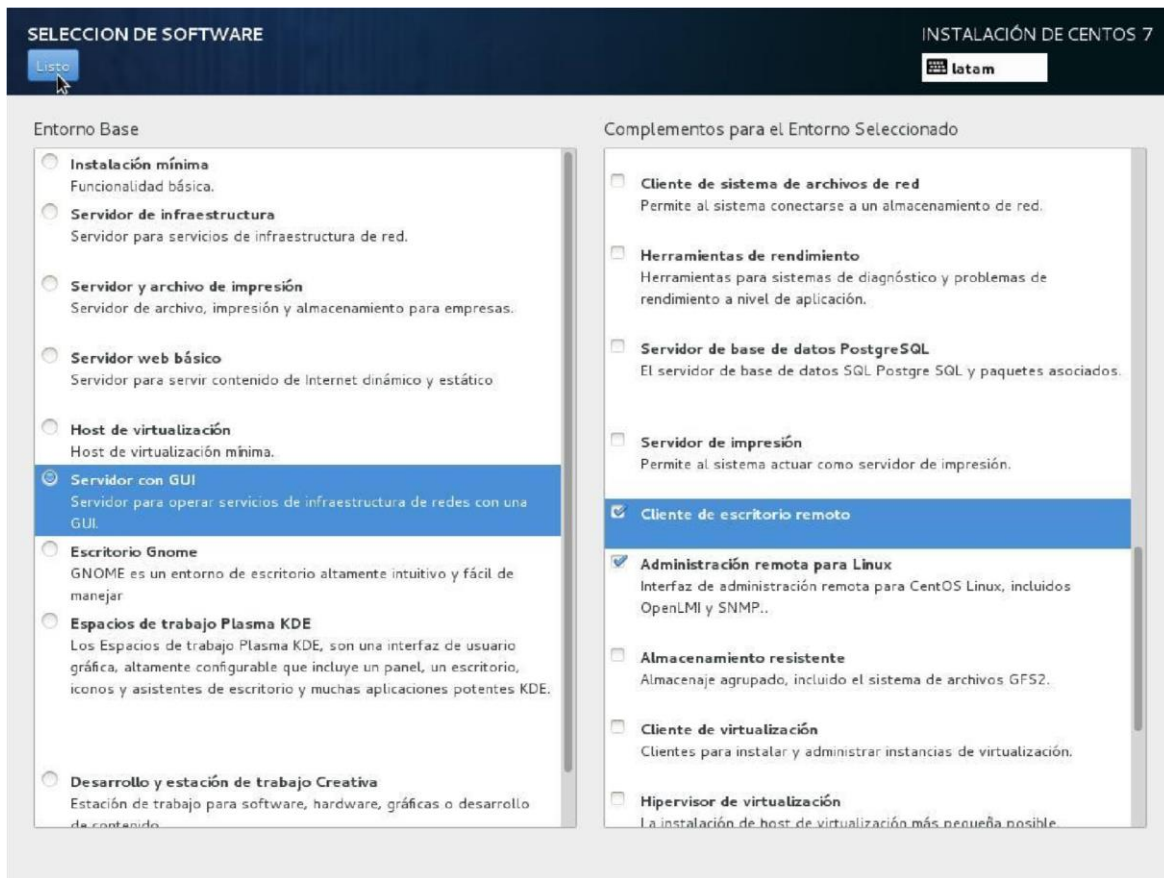 SELECCION DE SOFTWARE
INSTALACIÓN DE CENTOS 7
Listo
latam
Entorno Base
Instalación mínima
Funcionalidad básica.
Servidor de infraestructura
Servidor para servicios de infraestructura de red.
Servidor y archivo de impresión
Servidor de archivo, impresión y almacenamiento para empresas.
Servidor web básico
Servidor para servir contenido de Internet dinámico y estático
Host de virtualización
Host de virtualización mínima.
Servidor con GUI
Servidor para operar servicios de infraestructura de redes con una
GUI.
Escritorio Gnome
GNOME es un entorno de escritorio altamente intuitivo y fácil de
manejar
Espacios de trabajo Plasma KDE
Los Espacios de trabajo Plasma KDE, son una interfaz de usuario
gráfica, altamente configurable que incluye un panel, un escritorio,
iconos y asistentes de escritorio y muchas aplicaciones potentes KDE.
Desarrollo y estación de trabajo Creativa
Estación de trabajo para software, hardware, gráficas o desarrollo
de contenido
Complementos para el Entorno Seleccionado
Cliente de sistema de archivos de red
Permite al sistema conectarse a un almacenamiento de red.
Herramientas de rendimiento
Herramientas para sistemas de diagnóstico y problemas de
rendimiento a nivel de aplicación.
Servidor de base de datos PostgreSQL
El servidor de base de datos SQL Postgre SQL y paquetes asociados.
Servidor de impresión
Permite al sistema actuar como servidor de impresión.
Cliente de escritorio remoto
Administración remota para Linux
Interfaz de administración remota para CentOS Linux, incluidos
OpenLMI y SNMP..
Almacenamiento resistente
Almacenaje agrupado, incluido el sistema de archivos GFS2.
Cliente de virtualización
Clientes para instalar y administrar instancias de virtualización.
Hipervisor de virtualización
La instalación de host de virtualización más pequeña posible.